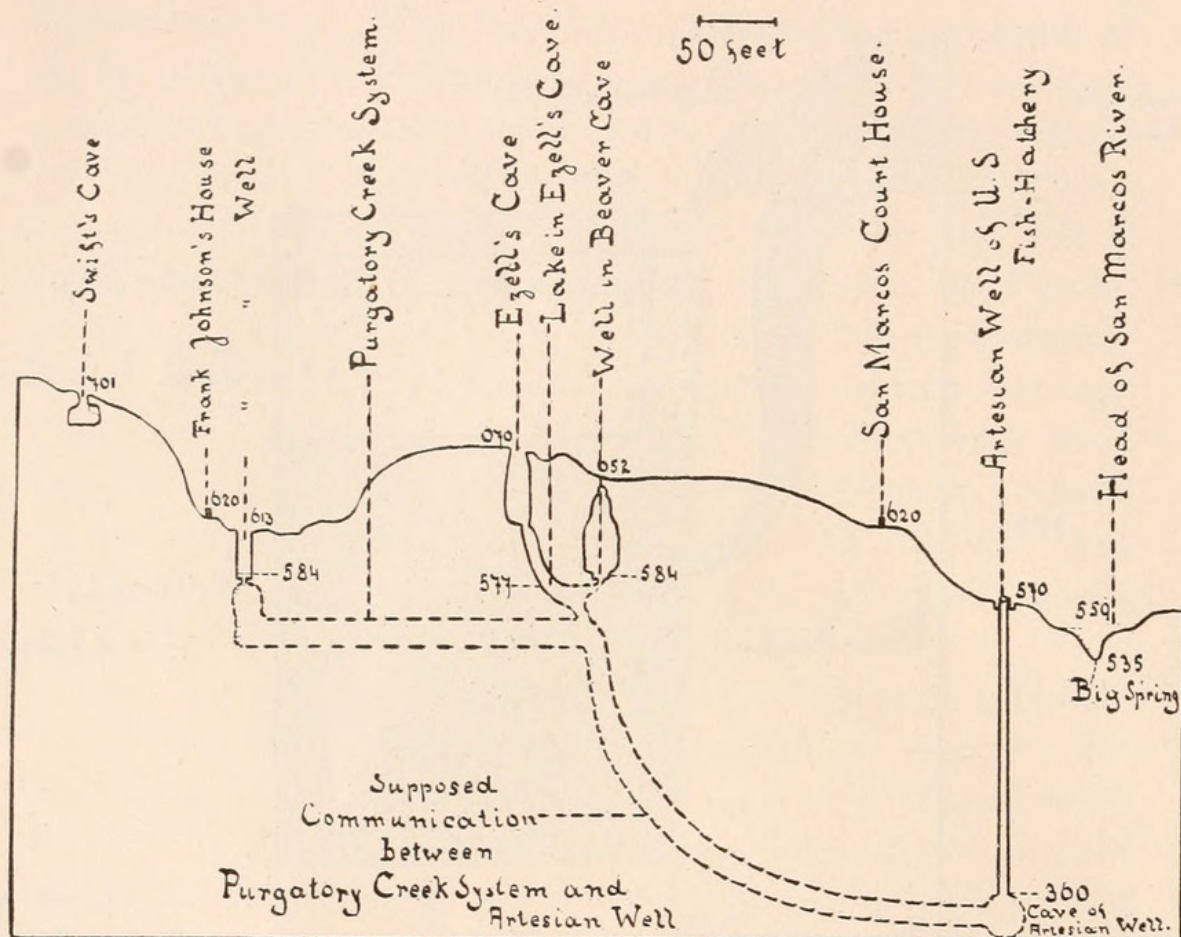 50 feet
Swift's Cave
Frank Johnson's House
" " Well
Purgatory Creek System.
Ezell's Cave
Lake in Ezell's Cave.
Well in Beaver Cave
San Marcos Court House.
Artesian Well of U.S
Fish-Hatchery
Head of San Marcos River.
701
620
613
584
670
577
652
584
620
570
559
535
Big Spring
Supposed
Communication
between
Purgatory Creek System and
Artesian Well
360
Cave of
Artesian Well.